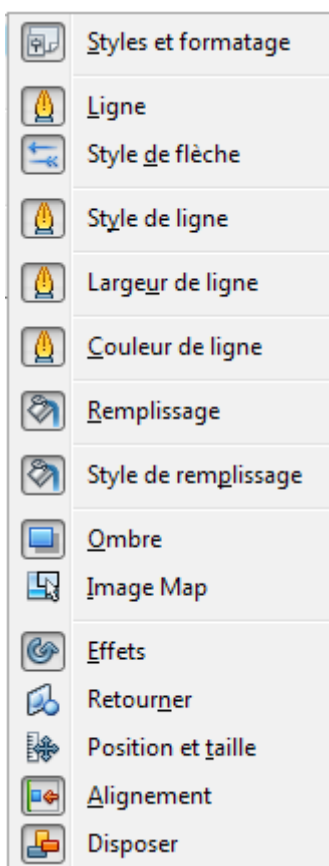 Styles et formatage
Ligne
Style de flèche
Style de ligne
Largeur de ligne
Couleur de ligne
Remplissage
Style de remplissage
Ombre
Image Map
Effets
Retourner
Position et taille
Alignement
Disposer